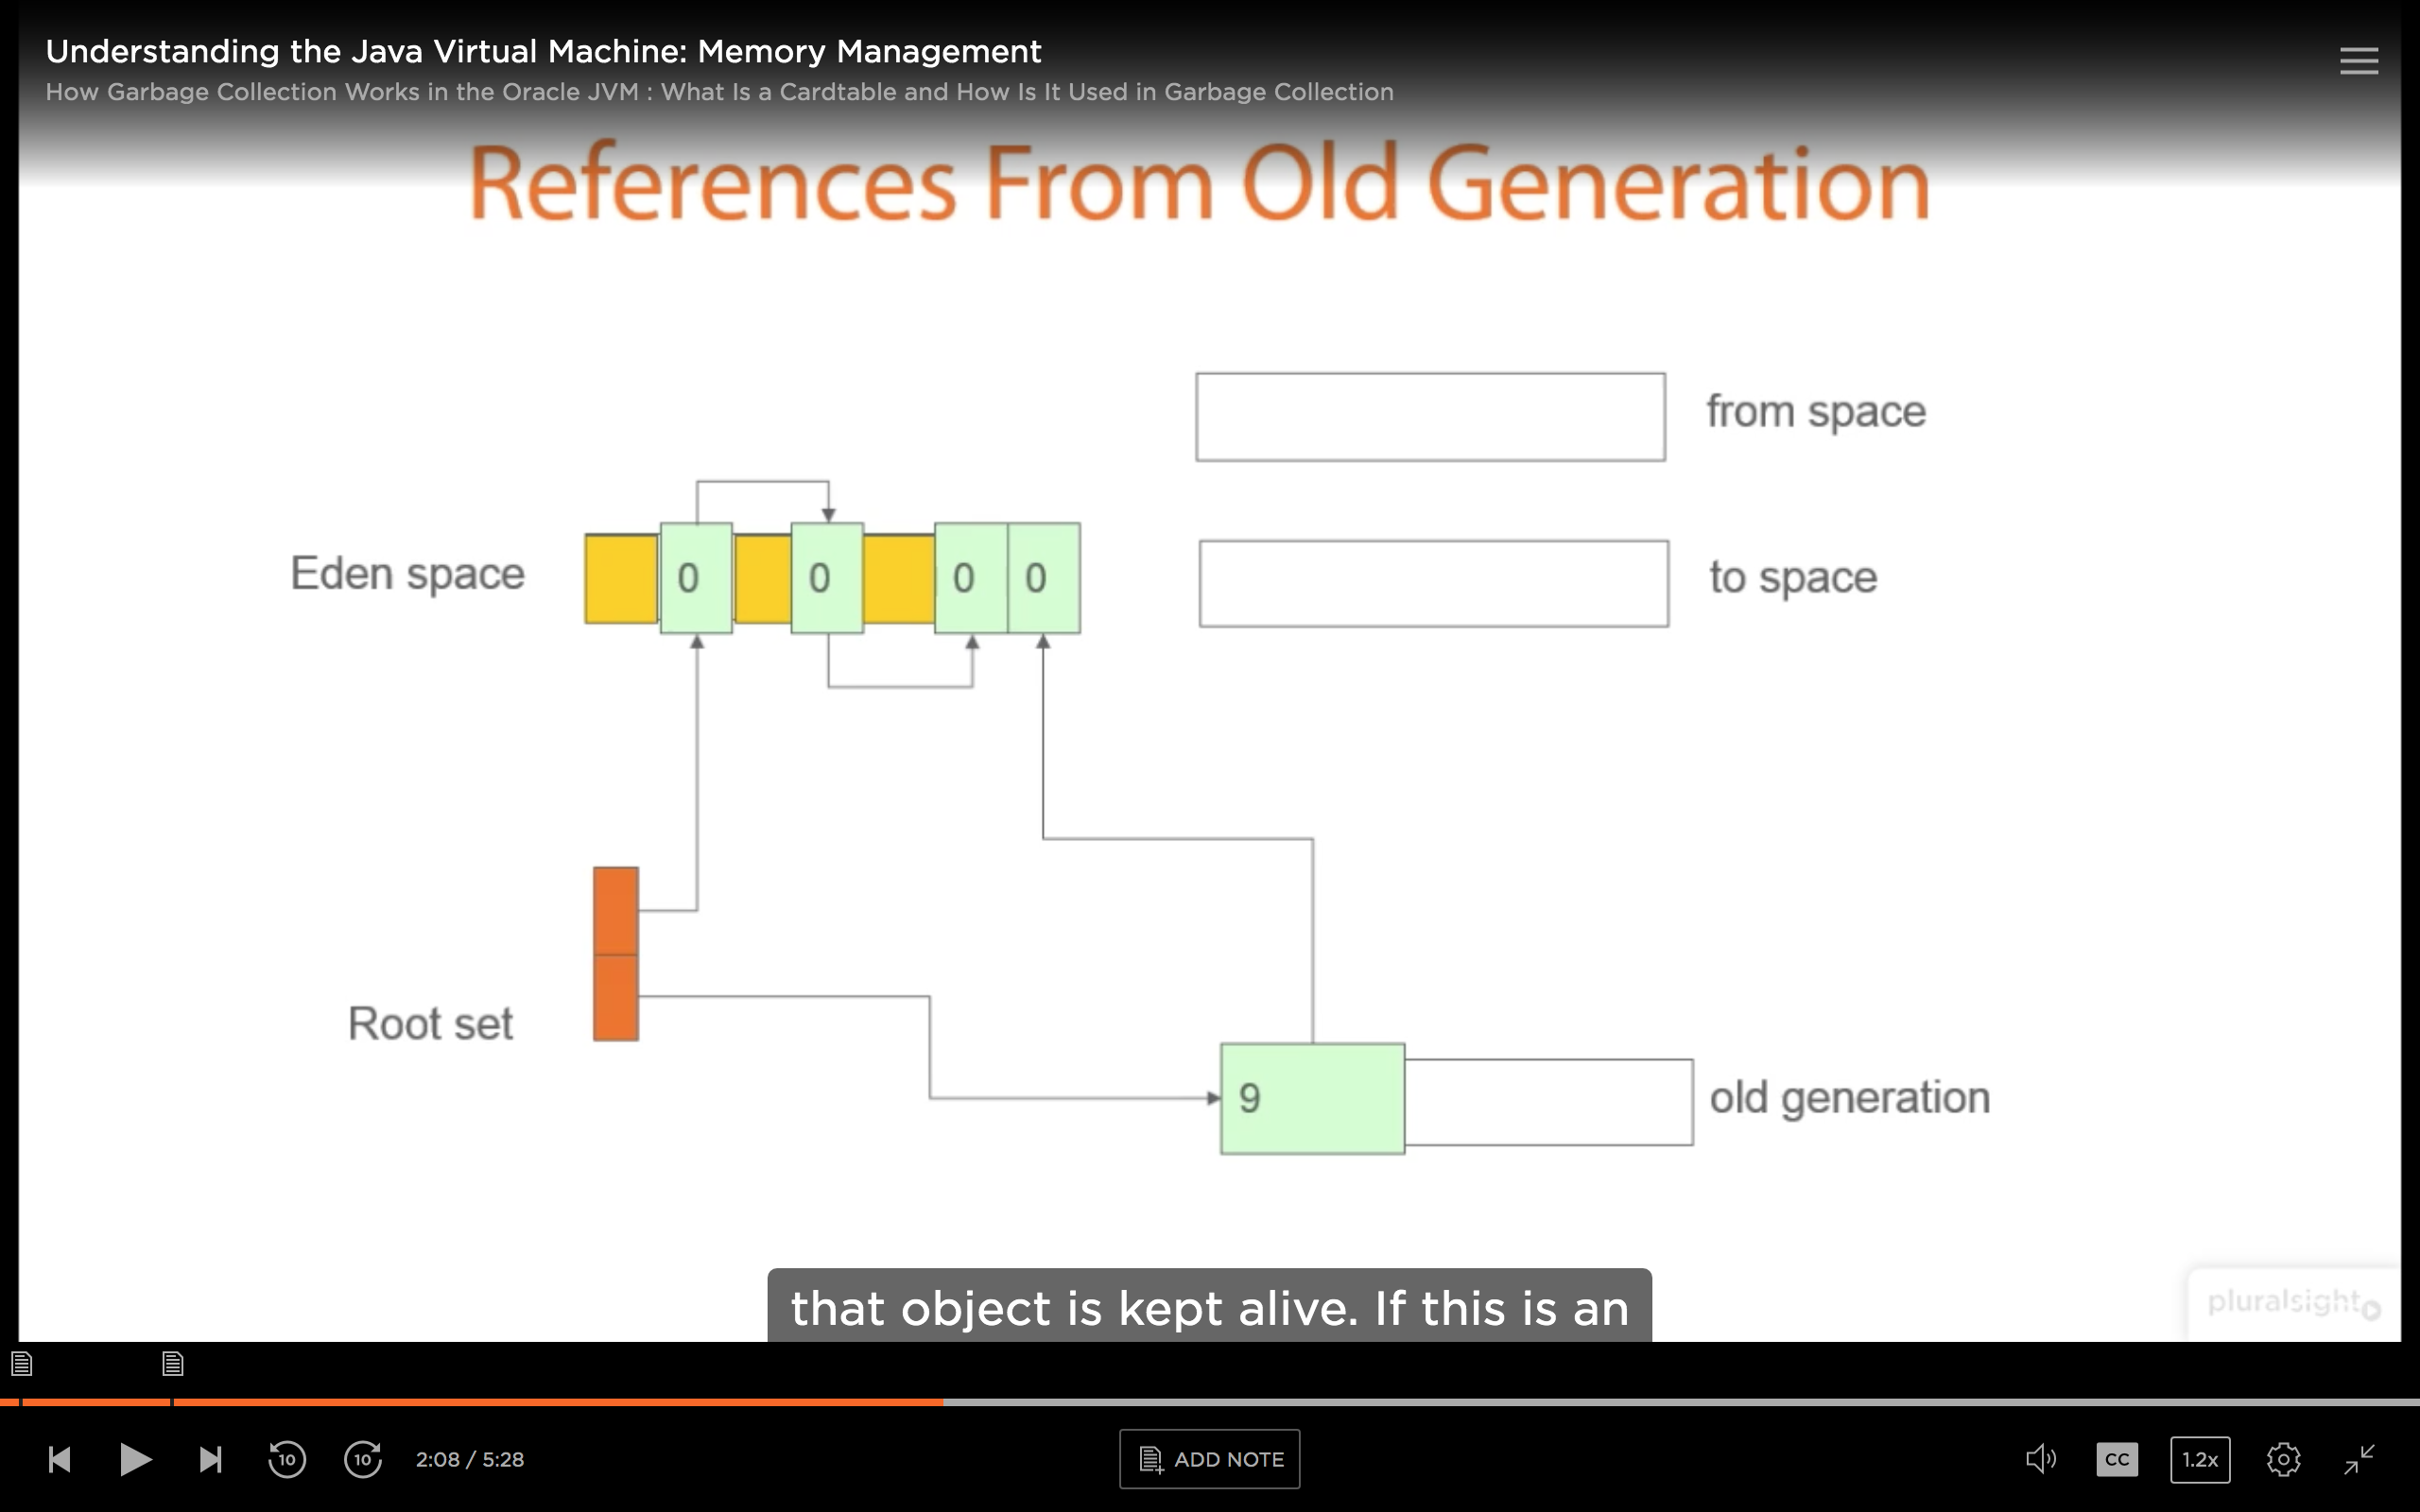 Understanding the Java Virtual Machine: Memory Management
How Garbage Collection Works in the Oracle JVM : What Is a Cardtable and How Is It Used in Garbage Collection
References From Old Generation
from space
Eden space
0 0 0 0
to space
Root set
9
old generation
that object is kept alive. If this is an
pluralsight
10
10
2:08 / 5:28
ADD NOTE
CC
1.2x